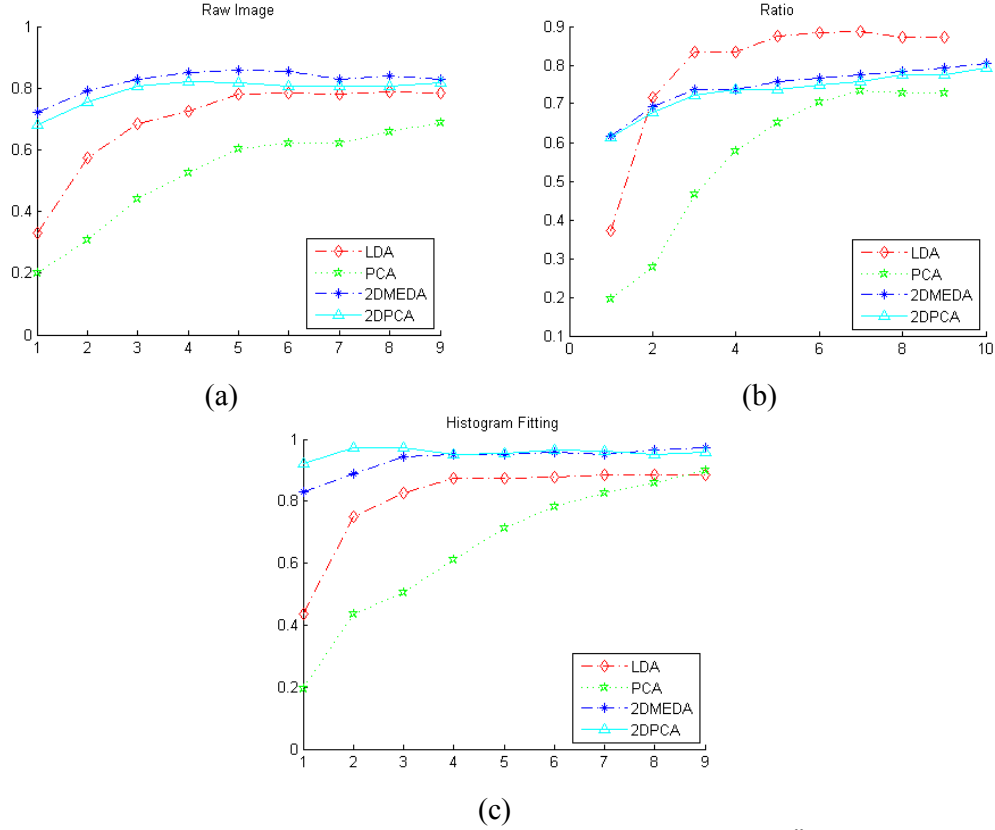 Raw Image
1
0.8
0.6
0.4
0.2
0
1 2 3 4 5 6 7 8 9
LDA
PCA
2DMEDA
2DPCA
(a)
Ratio
0.9
0.8
0.7
0.6
0.5
0.4
0.3
0.2
0.1
0 2 4 6 8 10
LDA
PCA
2DMEDA
2DPCA
(b)
Histogram Fitting
1
0.8
0.6
0.4
0.2
0
1 2 3 4 5 6 7 8 9
LDA
PCA
2DMEDA
2DPCA
(c)